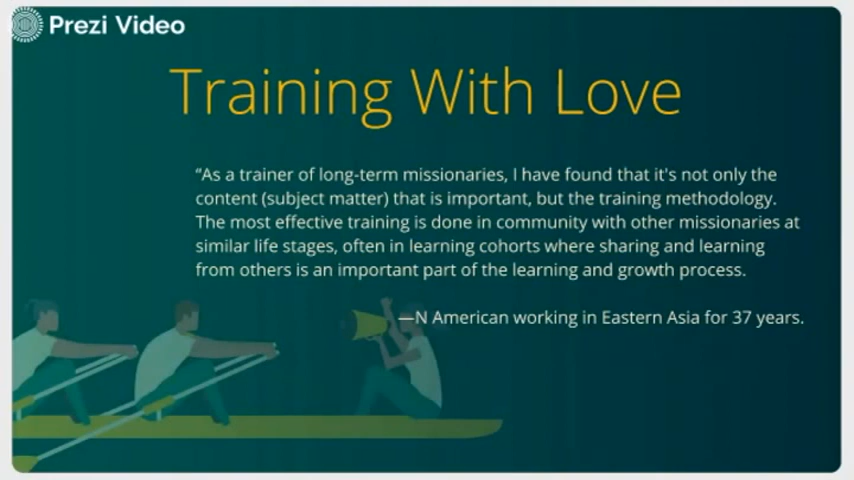 Prezi Video
Training With Love
“As a trainer of long-term missionaries, I have found that it's not only the
content (subject matter) that is important, but the training methodology.
The most effective training is done in community with other missionaries at
similar life stages, often in learning cohorts where sharing and learning
from others is an important part of the learning and growth process.
—N American working in Eastern Asia for 37 years.